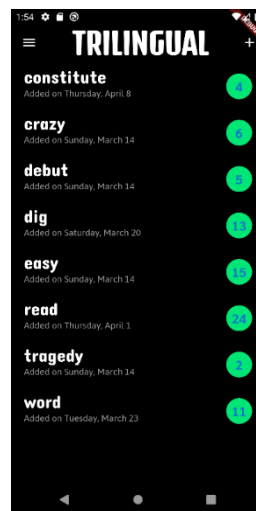 1:54
TRILINGUAL
+
constitute
Added on Thursday, April 8
4
crazy
Added on Sunday, March 14
6
debut
Added on Sunday, March 14
5
dig
Added on Saturday, March 20
13
easy
Added on Sunday, March 14
15
read
Added on Thursday, April 1
24
tragedy
Added on Sunday, March 14
2
word
Added on Tuesday, March 23
11